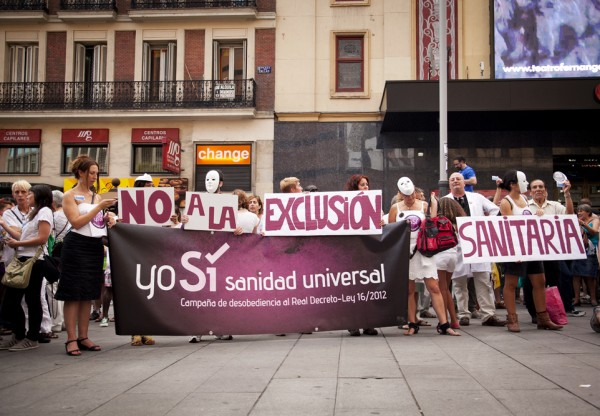 www.teatrofernangó
CENTROS
CAPILARES
CENTROS
CAPILARES
change
NO A LA EXCLUSIÓN SANITARIA
yo SÍ sanidad universal
Campaña de desobediencia al Real Decreto-Ley 16/2012